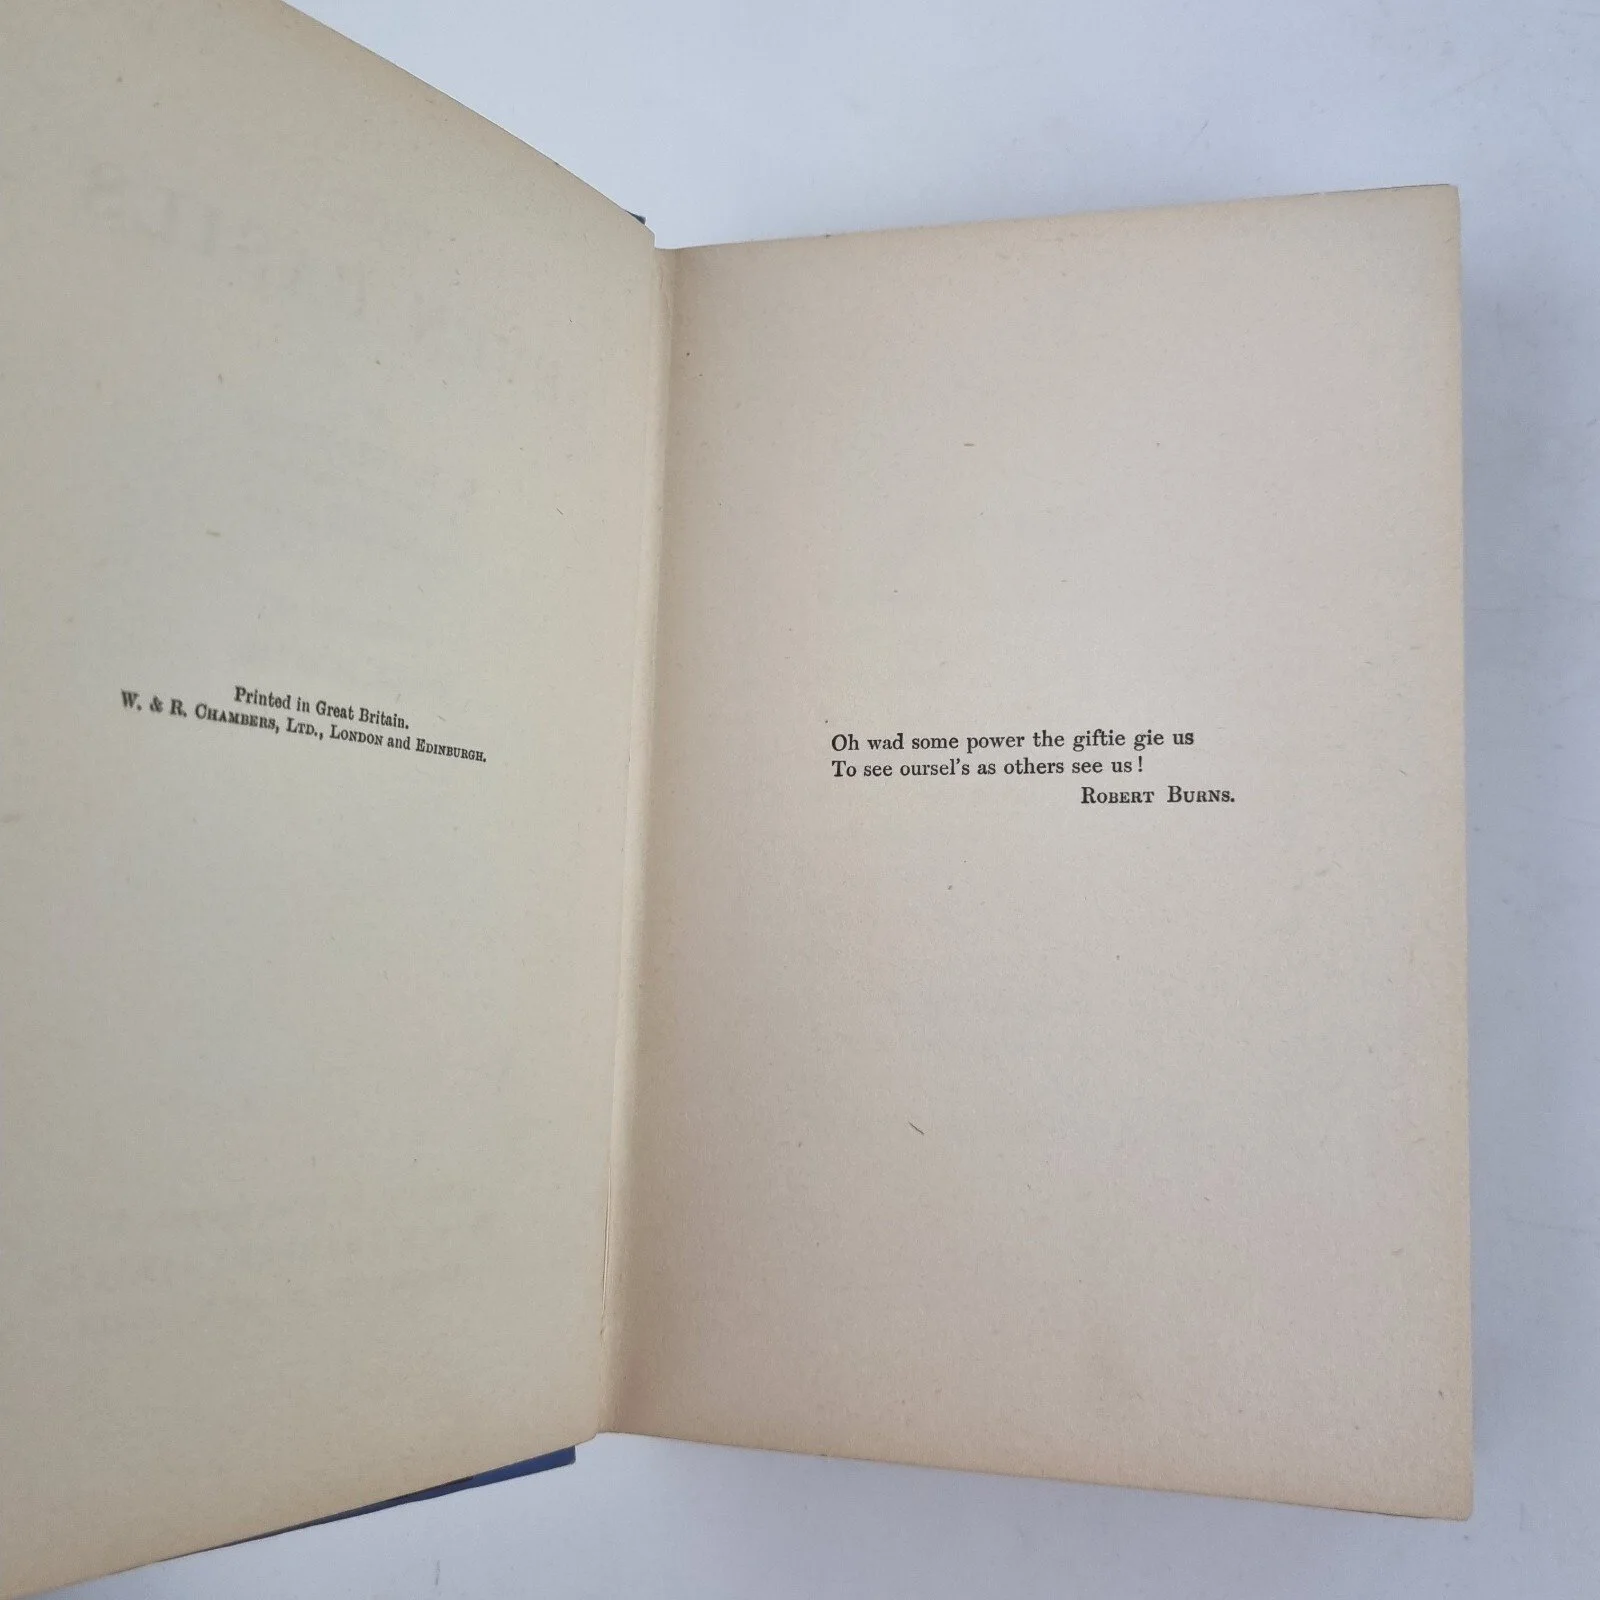 Printed in Great Britain.
W. & R. CHAMBERS, LTD., LONDON and EDINBURGH.
Oh wad some power the giftie gie us
To see oursel's as others see us!
ROBERT BURNS.